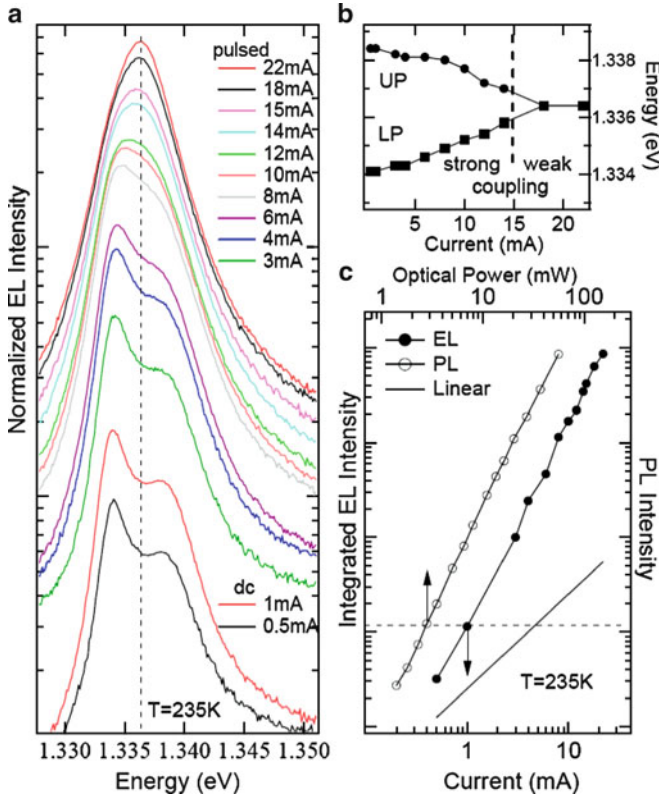 a
pulsed
22mA
18mA
15mA
14mA
12mA
10mA
8mA
6mA
4mA
3mA
dc
1mA
0.5mA
T=235K
Normalized EL Intensity
1.330
1.335
1.340
1.345
1.350
Energy (eV)
b
UP
LP
strong
weak
coupling
1.338
1.336
1.334
Energy (eV)
5
10
15
20
Current (mA)
c
Optical Power (mW)
1
10
100
EL
PL
Linear
Integrated EL Intensity
PL Intensity
T=235K
1
10
Current (mA)